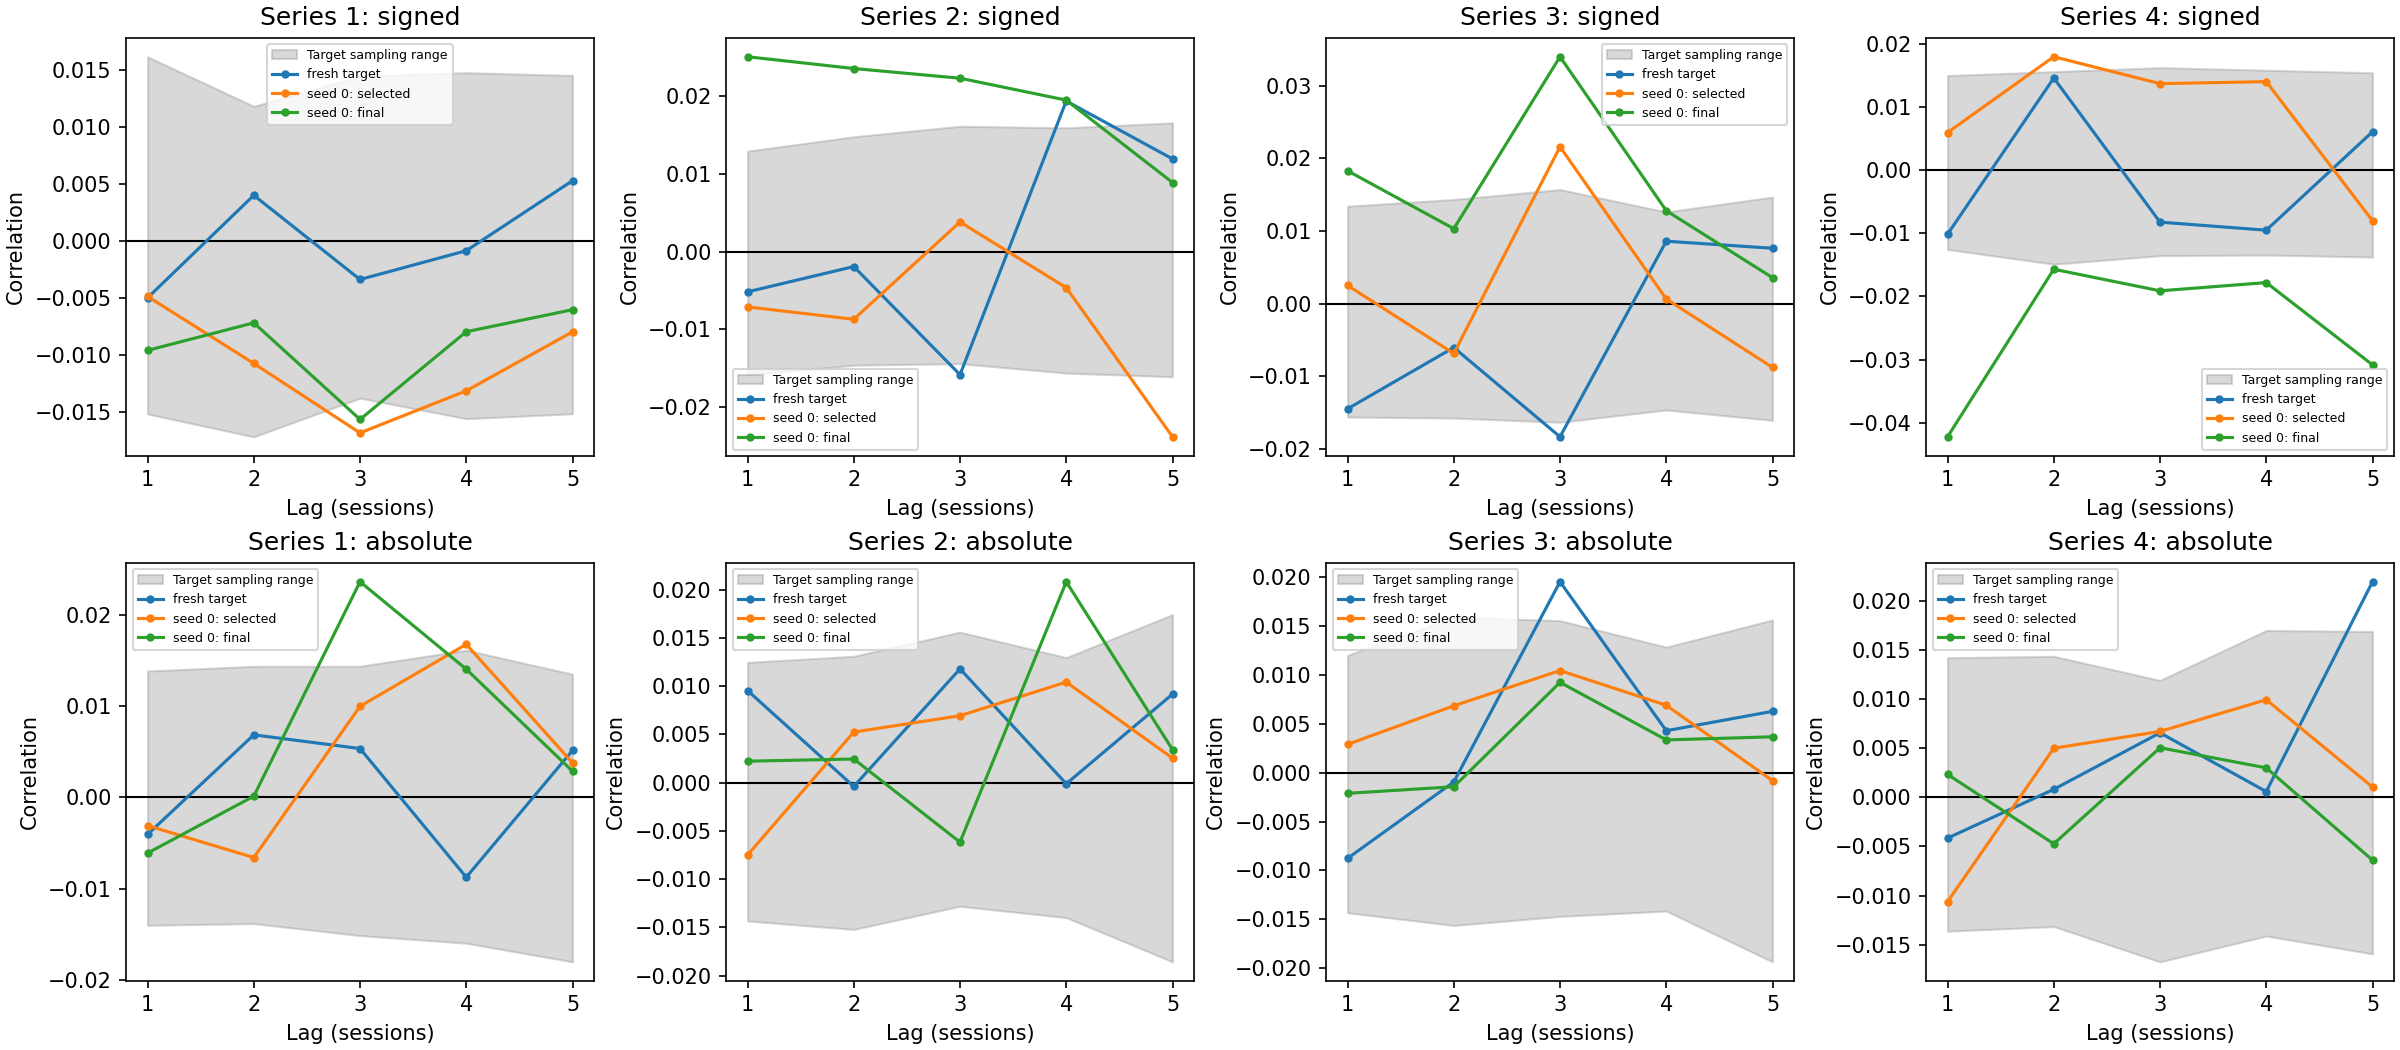 Series 1: signed
Correlation
0.015
0.010
0.005
0.000
−0.005
−0.010
−0.015
Target sampling range
fresh target
seed 0: selected
seed 0: final
1 2 3 4 5
Lag (sessions)
Series 2: signed
Correlation
0.02
0.01
0.00
−0.01
−0.02
Target sampling range
fresh target
seed 0: selected
seed 0: final
1 2 3 4 5
Lag (sessions)
Series 3: signed
Correlation
0.03
0.02
0.01
0.00
−0.01
−0.02
Target sampling range
fresh target
seed 0: selected
seed 0: final
1 2 3 4 5
Lag (sessions)
Series 4: signed
Correlation
0.02
0.01
0.00
−0.01
−0.02
−0.03
−0.04
Target sampling range
fresh target
seed 0: selected
seed 0: final
1 2 3 4 5
Lag (sessions)
Series 1: absolute
Correlation
0.02
0.01
0.00
−0.01
−0.02
Target sampling range
fresh target
seed 0: selected
seed 0: final
1 2 3 4 5
Lag (sessions)
Series 2: absolute
Correlation
0.020
0.015
0.010
0.005
0.000
−0.005
−0.010
−0.015
−0.020
Target sampling range
fresh target
seed 0: selected
seed 0: final
1 2 3 4 5
Lag (sessions)
Series 3: absolute
Correlation
0.020
0.015
0.010
0.005
0.000
−0.005
−0.010
−0.015
−0.020
Target sampling range
fresh target
seed 0: selected
seed 0: final
1 2 3 4 5
Lag (sessions)
Series 4: absolute
Correlation
0.020
0.015
0.010
0.005
0.000
−0.005
−0.010
−0.015
Target sampling range
fresh target
seed 0: selected
seed 0: final
1 2 3 4 5
Lag (sessions)